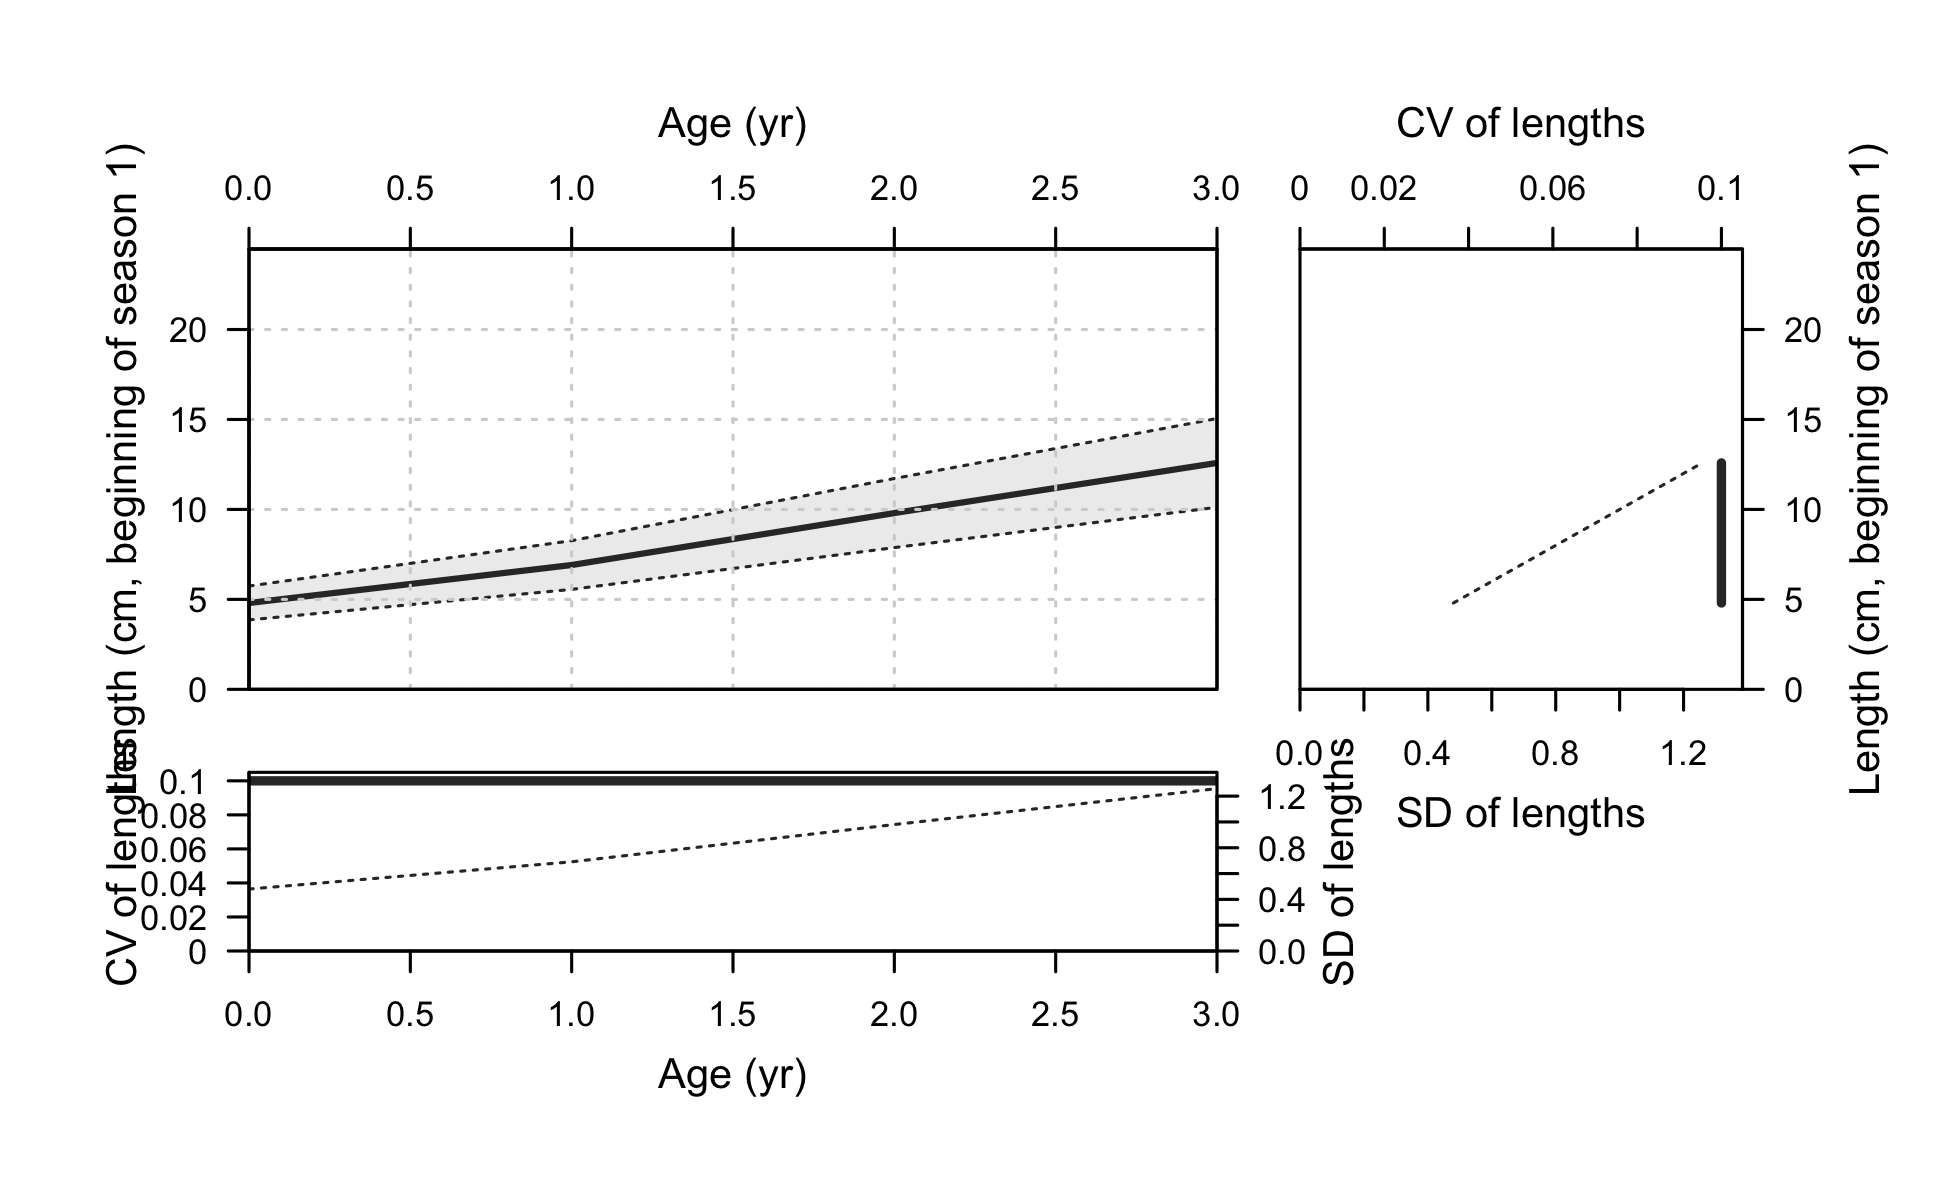 Age (yr)
CV of lengths
0.0 0.5 1.0 1.5 2.0 2.5 3.0
0 0.02 0.06 0.1
Length (cm, beginning of season 1)
20
15
10
5
0
20
15
10
5
0
Length (cm, beginning of season 1)
0.0 0.4 0.8 1.2
SD of lengths
CV of lengths
0.1
0.08
0.06
0.04
0.02
0
1.2
0.8
0.4
0.0
SD of lengths
0.0 0.5 1.0 1.5 2.0 2.5 3.0
Age (yr)